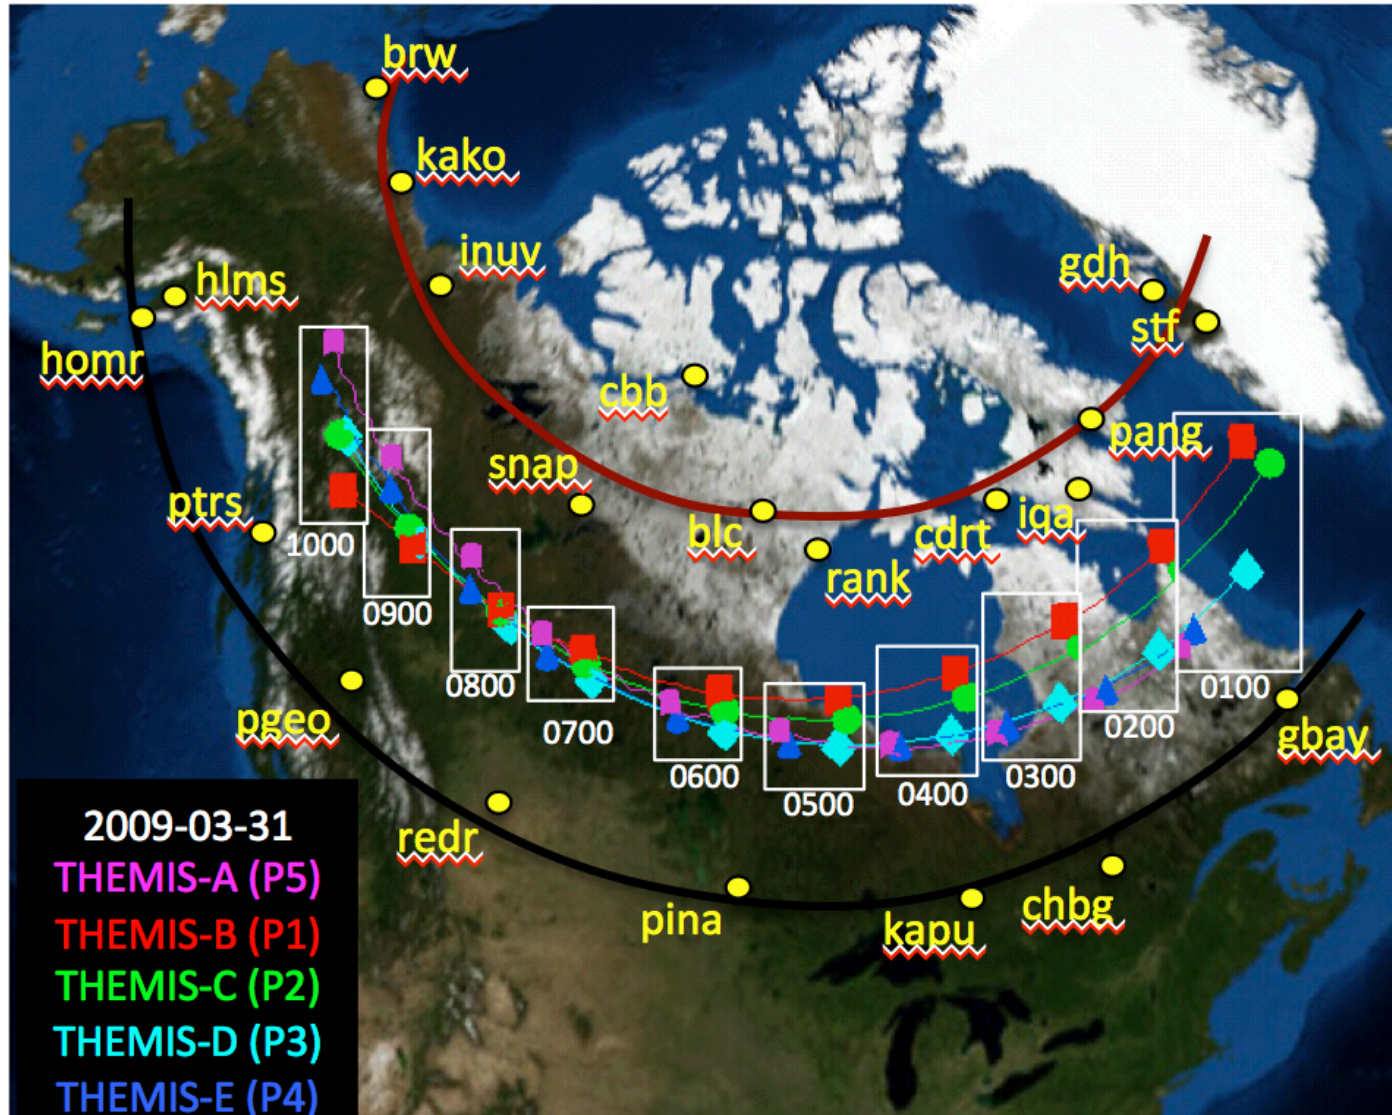 brw
kako
inuv
hlms
gdh
homr
stf
cbb
pang
snap
ptrs
blc
cdrt
iqa
1000
rank
0900
0800
0100
0700
0200
pgeo
0600
0300
gbay
0500
0400
redr
2009-03-31
THEMIS-A (P5)
pina
kapu
chbg
THEMIS-B (P1)
THEMIS-C (P2)
THEMIS-D (P3)
THEMIS-E (P4)